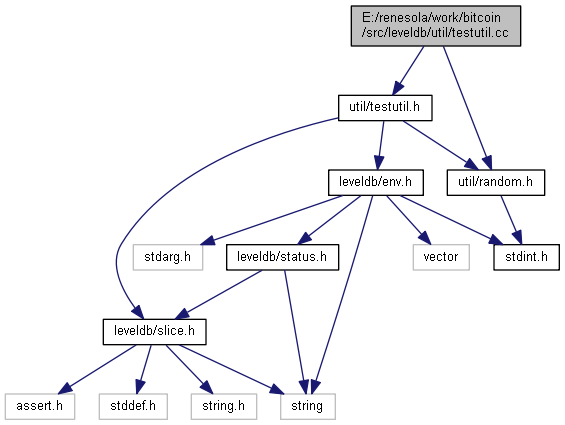 E:/renesola/work/bitcoin
/src/leveldb/util/testutil.cc
util/testutil.h
leveldb/env.h
util/random.h
stdarg.h
leveldb/status.h
vector
stdint.h
leveldb/slice.h
assert.h
stddef.h
string.h
string